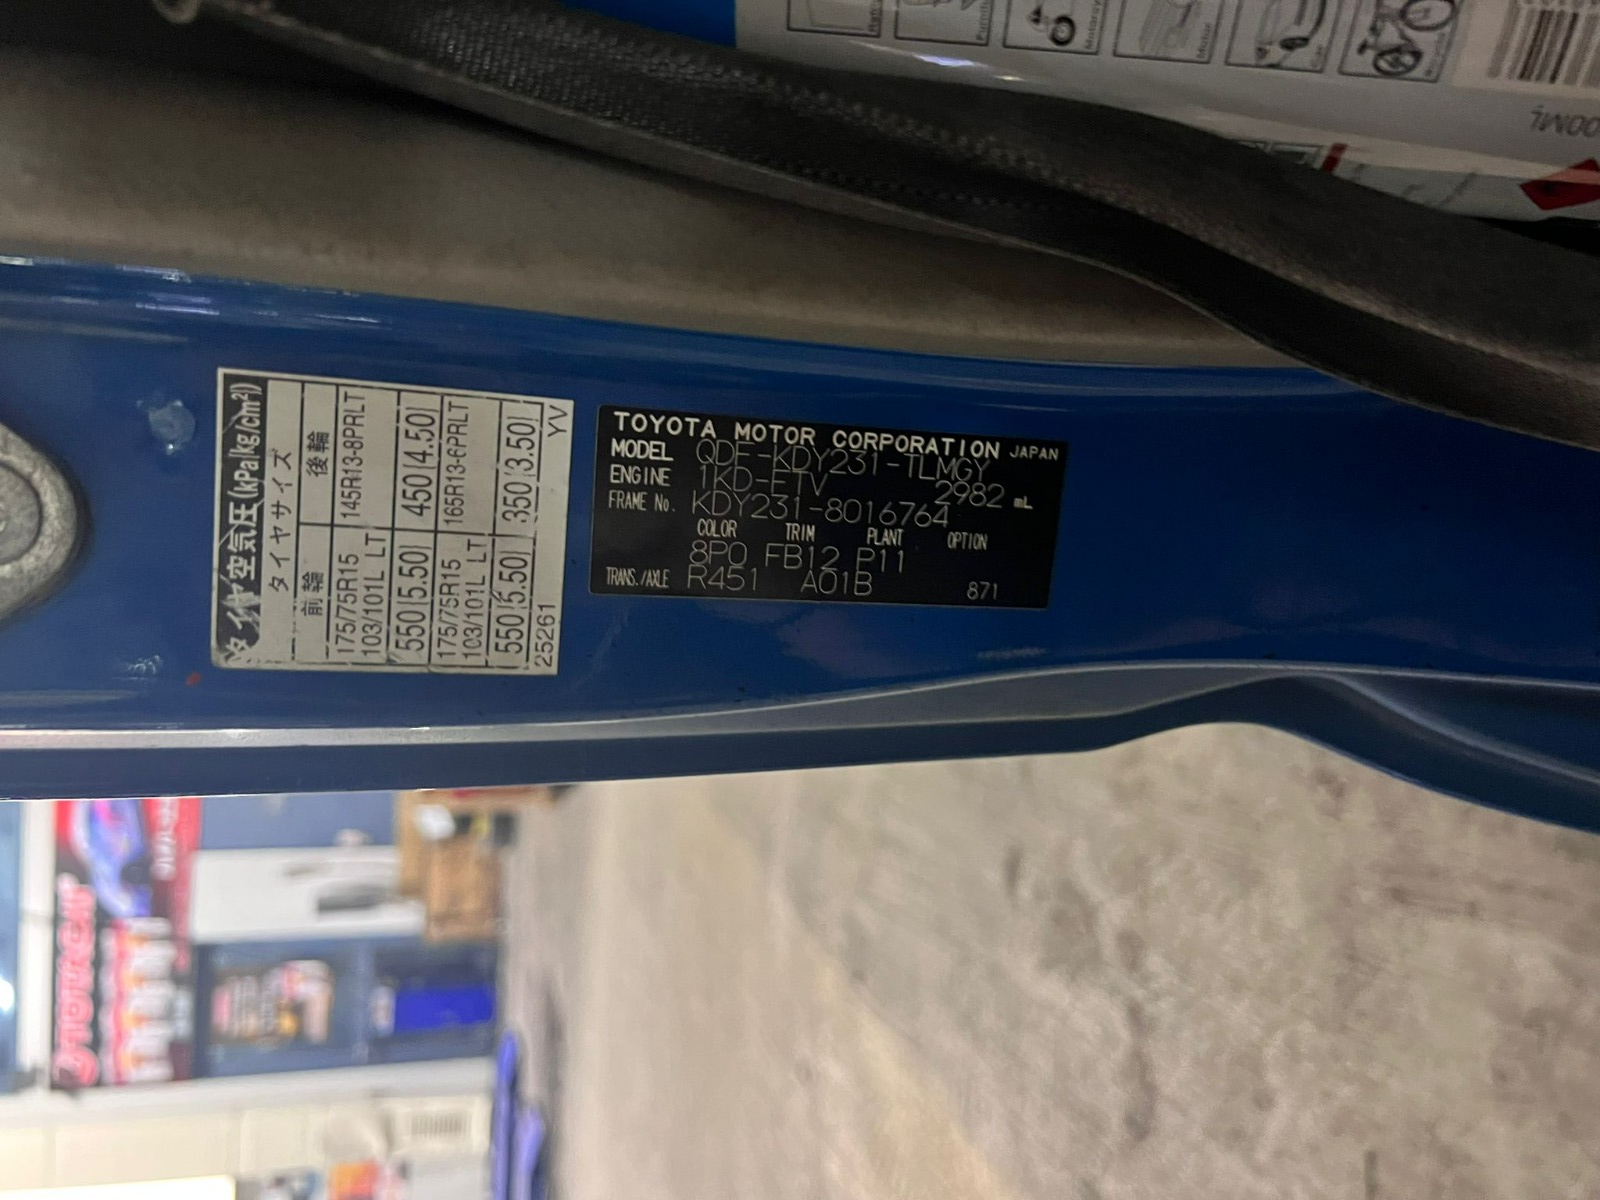 タイヤ空気圧(kPa{kg/cm²})
タイヤサイズ
前輪 後輪
175/75R15 145R13-8PRLT
103/101L LT
550{5.50} 450{4.50}
175/75R15 165R13-6PRLT
103/101L LT
550{5.50} 350{3.50}
25261 YV
TOYOTA MOTOR CORPORATION JAPAN
MODEL QDF-KDY231-TLMGY
ENGINE 1KD-FTV 2982 mL
FRAME No. KDY231-8016764
COLOR TRIM PLANT OPTION
8P0 FB12 P11
TRANS./AXLE R451 A01B 871